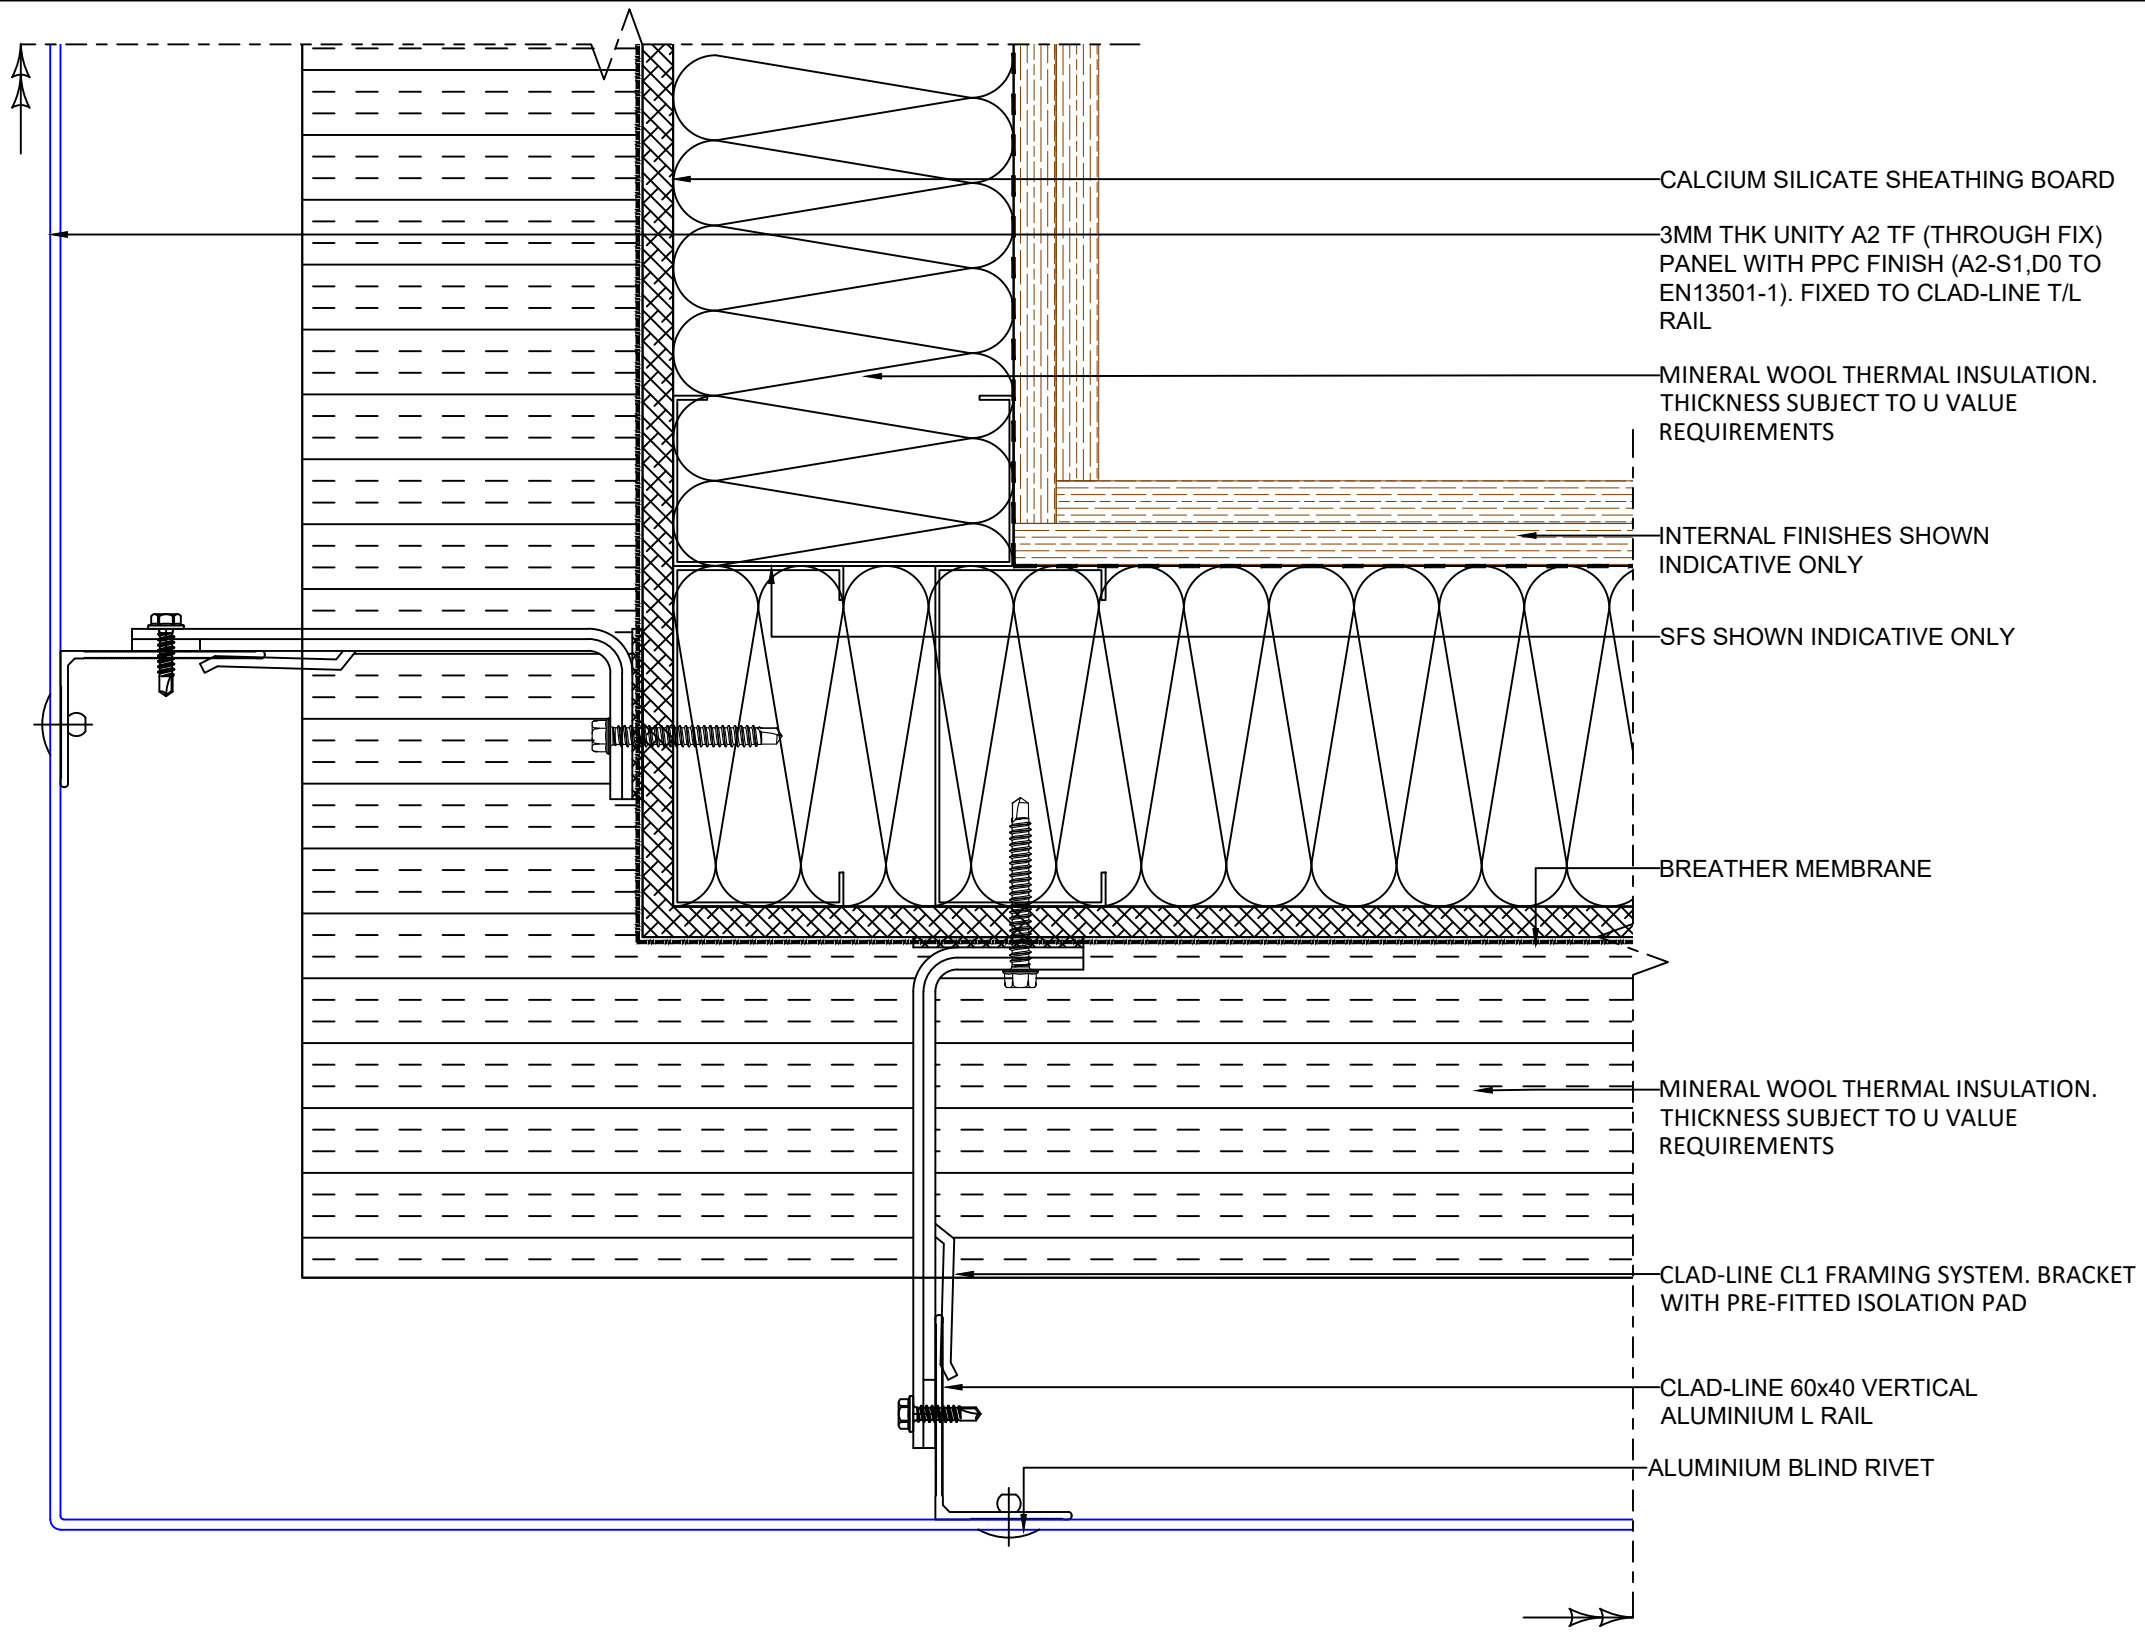 CALCIUM SILICATE SHEATHING BOARD
3MM THK UNITY A2 TF (THROUGH FIX)
PANEL WITH PPC FINISH (A2-S1,D0 TO
EN13501-1). FIXED TO CLAD-LINE T/L
RAIL
MINERAL WOOL THERMAL INSULATION.
THICKNESS SUBJECT TO U VALUE
REQUIREMENTS
INTERNAL FINISHES SHOWN
INDICATIVE ONLY
SFS SHOWN INDICATIVE ONLY
BREATHER MEMBRANE
MINERAL WOOL THERMAL INSULATION.
THICKNESS SUBJECT TO U VALUE
REQUIREMENTS
CLAD-LINE CL1 FRAMING SYSTEM. BRACKET
WITH PRE-FITTED ISOLATION PAD
CLAD-LINE 60x40 VERTICAL
ALUMINIUM L RAIL
ALUMINIUM BLIND RIVET